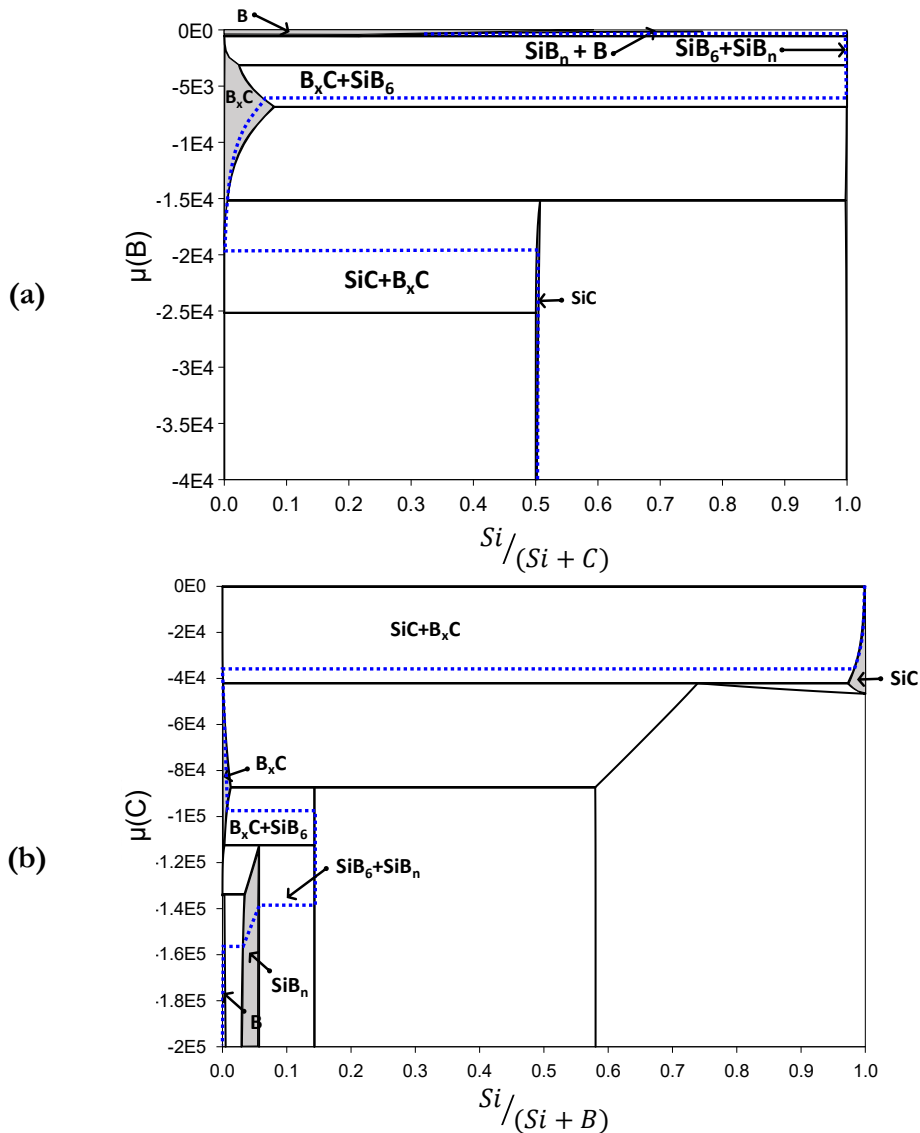 B
0E0
SiBn + B
SiB6+SiBn
BxC+SiB6
-5E3
BxC
-1E4
-1.5E4
μ(B)
-2E4
SiC+BxC
(a)
SiC
-2.5E4
-3E4
-3.5E4
-4E4
0.0 0.1 0.2 0.3 0.4 0.5 0.6 0.7 0.8 0.9 1.0
Si/(Si + C)
0E0
SiC+BxC
-2E4
-4E4
SiC
-6E4
BxC
-8E4
μ(C)
-1E5
BxC+SiB6
-1.2E5
SiB6+SiBn
(b)
-1.4E5
-1.6E5
SiBn
-1.8E5
B
-2E5
0.0 0.1 0.2 0.3 0.4 0.5 0.6 0.7 0.8 0.9 1.0
Si/(Si + B)